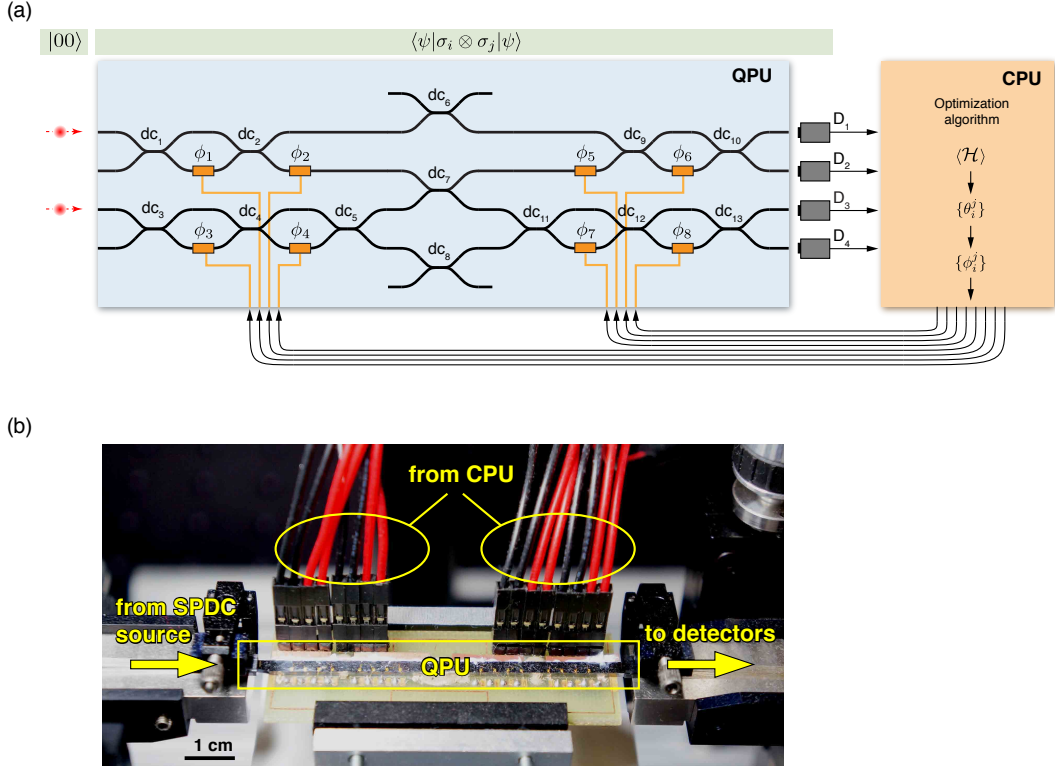 (a)
|00⟩
⟨ψ|σᵢ ⊗ σⱼ|ψ⟩
QPU
CPU
dc₆
Optimization
algorithm
dc₁
dc₂
dc₉
dc₁₀
D₁
ϕ₁
ϕ₂
ϕ₅
ϕ₆
⟨ℋ⟩
D₂
dc₇
dc₃
dc₄
dc₅
dc₁₁
dc₁₂
dc₁₃
D₃
{θᵢʲ}
ϕ₃
ϕ₄
ϕ₇
ϕ₈
D₄
dc₈
{ϕᵢʲ}
(b)
from CPU
from SPDC
source
to detectors
QPU
1 cm